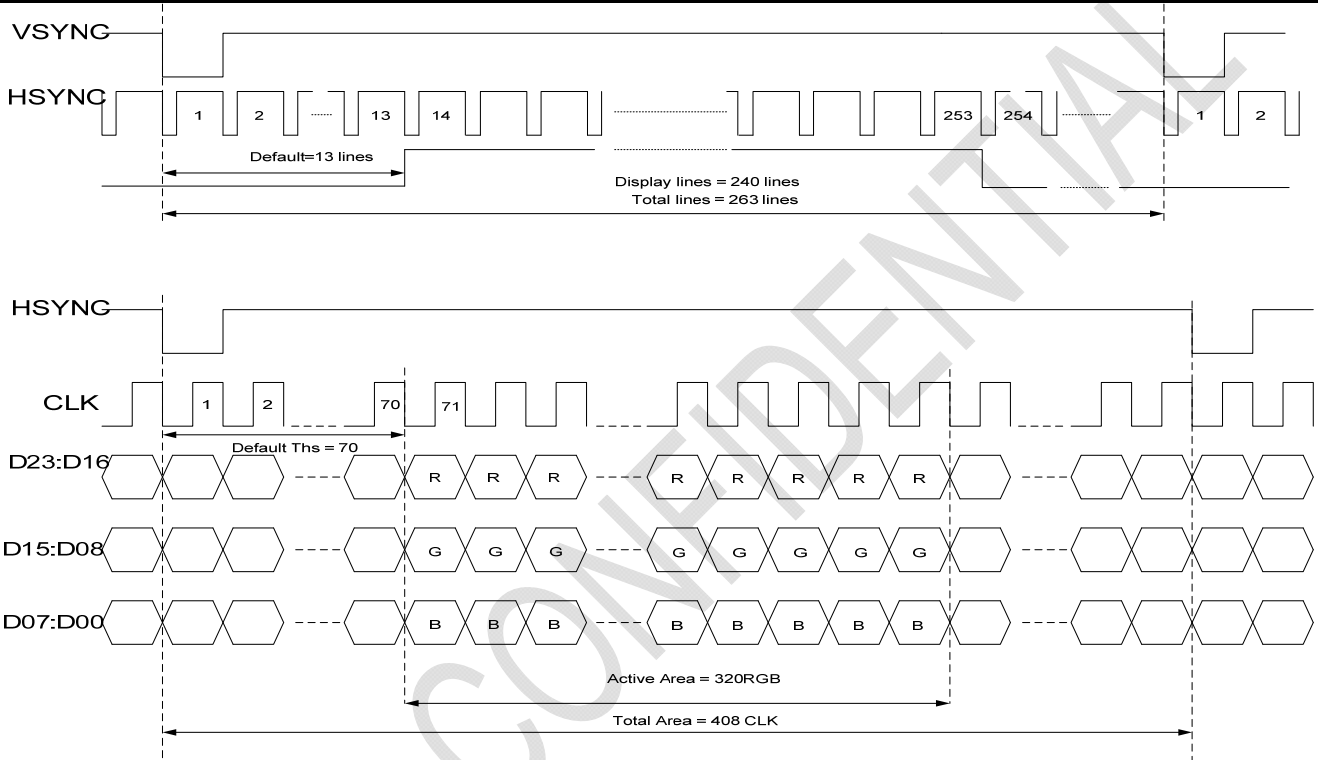 VSYNC
HSYNC
1 2 13 14 253 254 1 2
Default=13 lines
Display lines = 240 lines
Total lines = 263 lines
HSYNC
CLK
1 2 70 71
Default Ths = 70
D23:D16
R R R R R R R R
D15:D08
G G G G G G G G
D07:D00
B B B B B B B B
Active Area = 320RGB
Total Area = 408 CLK
CONFIDENTIAL